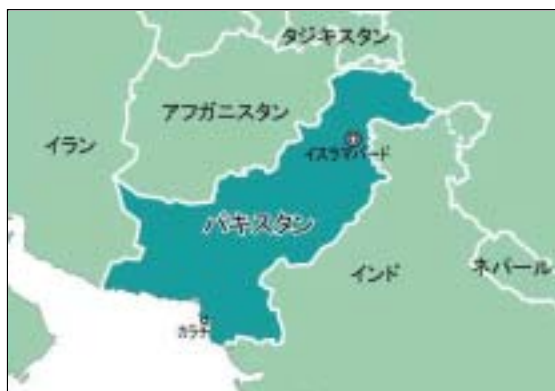 タジキスタン
アフガニスタン
イラン
イスラマバード
パキスタン
インド
ネパール
カラチ